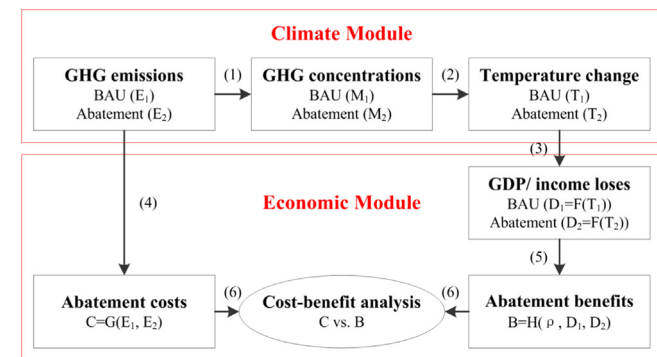 Climate Module
GHG emissions
BAU (E₁)
Abatement (E₂)
(1)
GHG concentrations
BAU (M₁)
Abatement (M₂)
(2)
Temperature change
BAU (T₁)
Abatement (T₂)
(3)
Economic Module
GDP/ income loses
BAU (D₁=F(T₁))
Abatement (D₂=F(T₂))
(4)
(5)
Abatement costs
C=G(E₁, E₂)
(6)
Cost-benefit analysis
C vs. B
(6)
Abatement benefits
B=H( ρ , D₁, D₂)